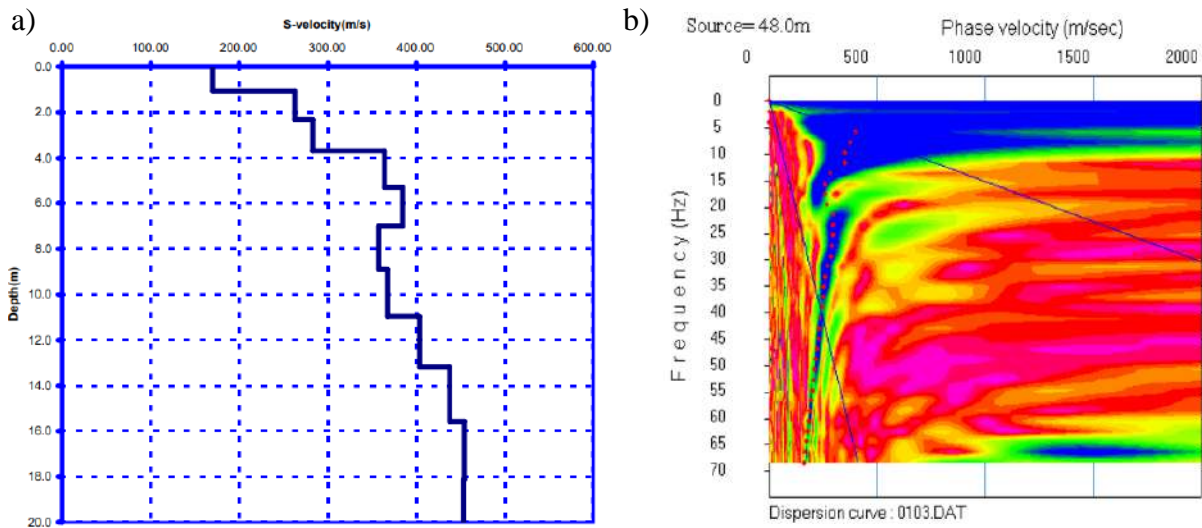 a)
S-velocity(m/s)
0.00 100.00 200.00 300.00 400.00 500.00 600.00
Depth(m)
0.0
2.0
4.0
6.0
8.0
10.0
12.0
14.0
16.0
18.0
20.0
b)
Source= 48.0m Phase velocity (m/sec)
0 500 1000 1500 2000
Frequency (Hz)
0
5
10
15
20
25
30
35
40
45
50
55
60
65
70
Dispersion curve : 0103.DAT